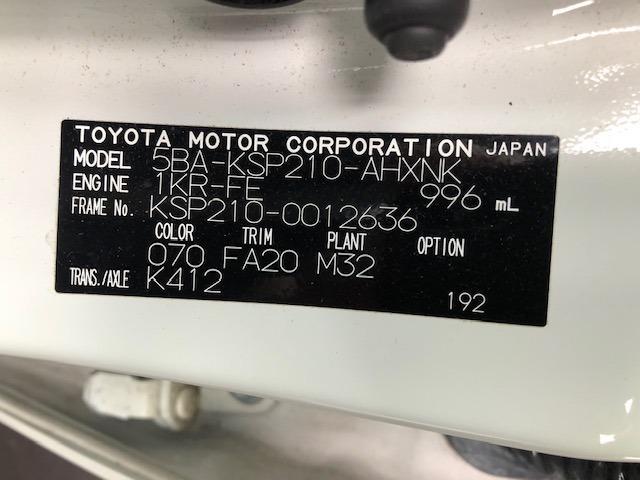 TOYOTA MOTOR CORPORATION JAPAN
MODEL 5BA-KSP210-AHXNK
ENGINE 1KR-FE 996 mL
FRAME No. KSP210-0012636
COLOR TRIM PLANT OPTION
070 FA20 M32
TRANS./AXLE K412
192